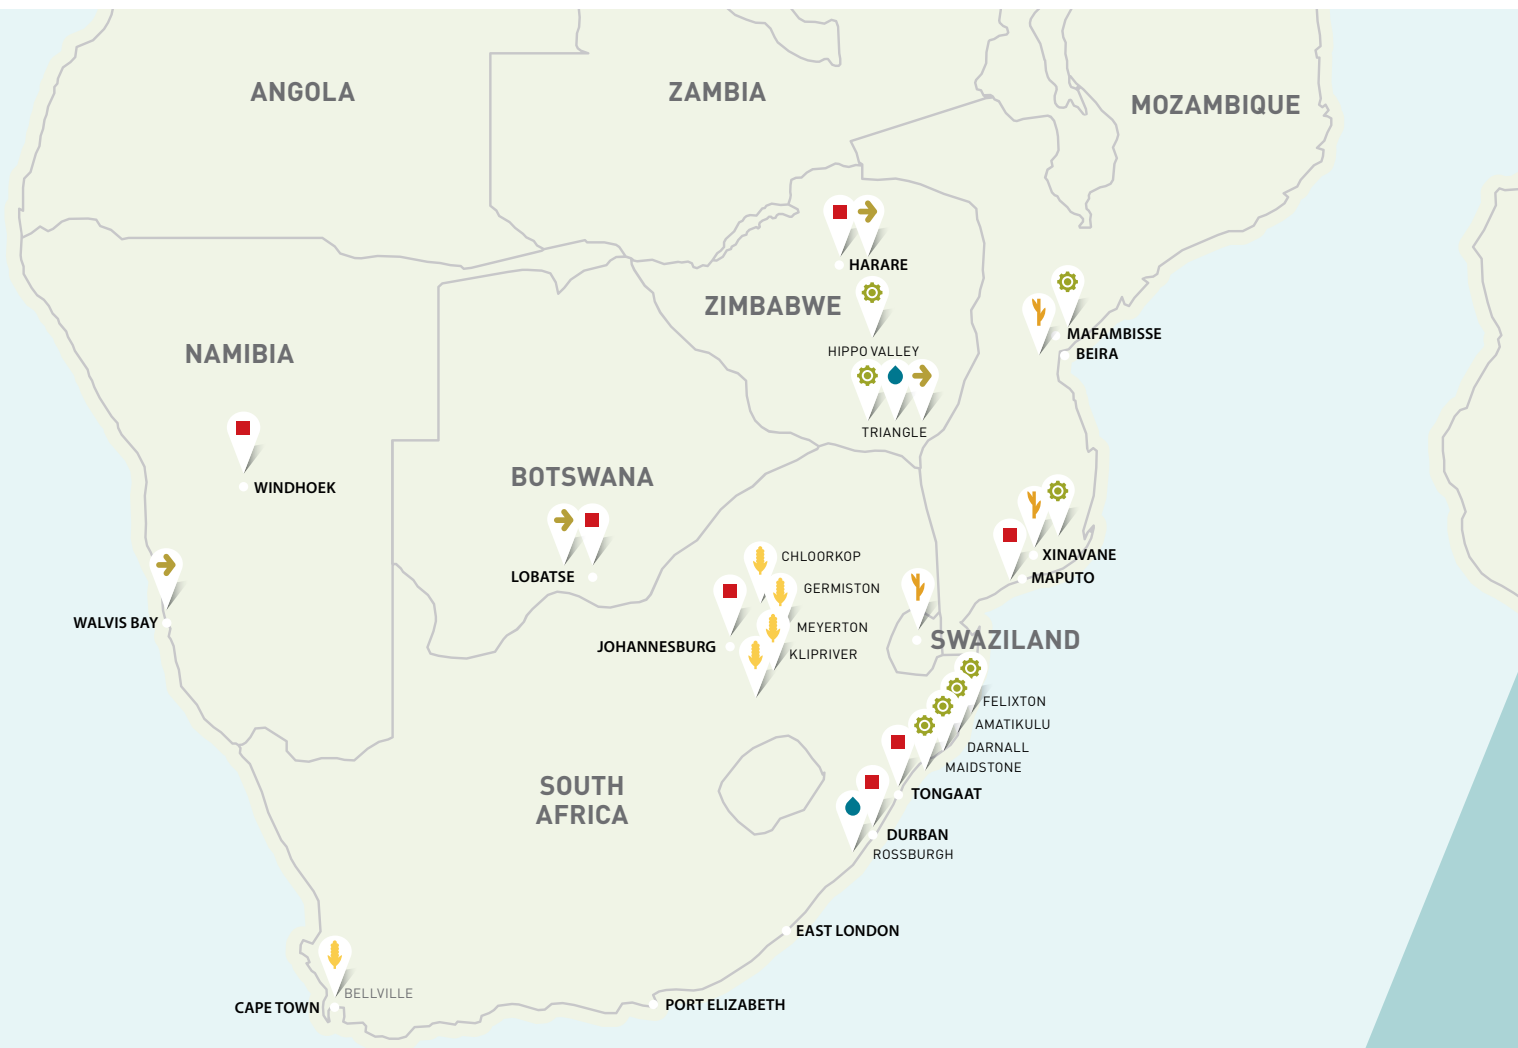 ANGOLA
ZAMBIA
MOZAMBIQUE
HARARE
ZIMBABWE
MAFAMBISSE
BEIRA
HIPPO VALLEY
NAMIBIA
TRIANGLE
WINDHOEK
BOTSWANA
CHLOORKOP
XINAVANE
LOBATSE
MAPUTO
GERMISTON
WALVIS BAY
MEYERTON
JOHANNESBURG
SWAZILAND
KLIPRIVER
FELIXTON
AMATIKULU
DARNALL
MAIDSTONE
SOUTH
AFRICA
TONGAAT
DURBAN
ROSSBURGH
EAST LONDON
BELLVILLE
CAPE TOWN
PORT ELIZABETH